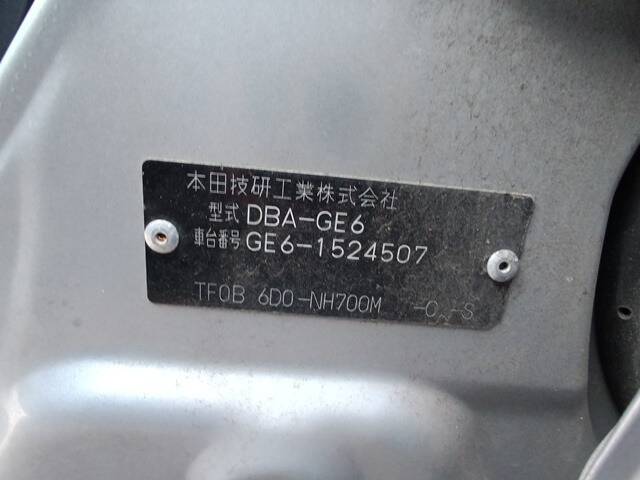 本田技研工業株式会社
型式 DBA-GE6
車台番号 GE6-1524507
TF0B 6D0-NH700M -C -S